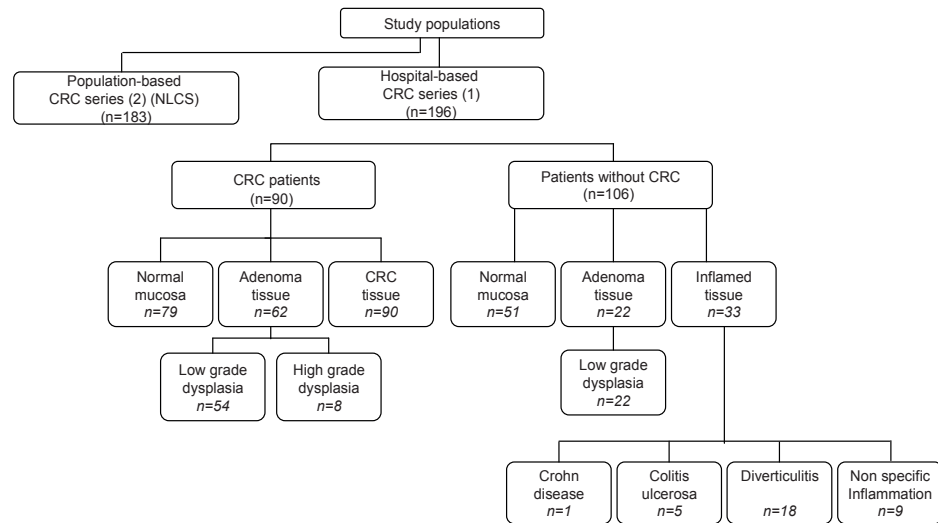 Study populations
Population-based
CRC series (2) (NLCS)
(n=183)
Hospital-based
CRC series (1)
(n=196)
CRC patients
(n=90)
Patients without CRC
(n=106)
Normal
mucosa
n=79
Adenoma
tissue
n=62
CRC
tissue
n=90
Normal
mucosa
n=51
Adenoma
tissue
n=22
Inflamed
tissue
n=33
Low grade
dysplasia
n=54
High grade
dysplasia
n=8
Low grade
dysplasia
n=22
Crohn
disease
n=1
Colitis
ulcerosa
n=5
Diverticulitis
n=18
Non specific
Inflammation
n=9